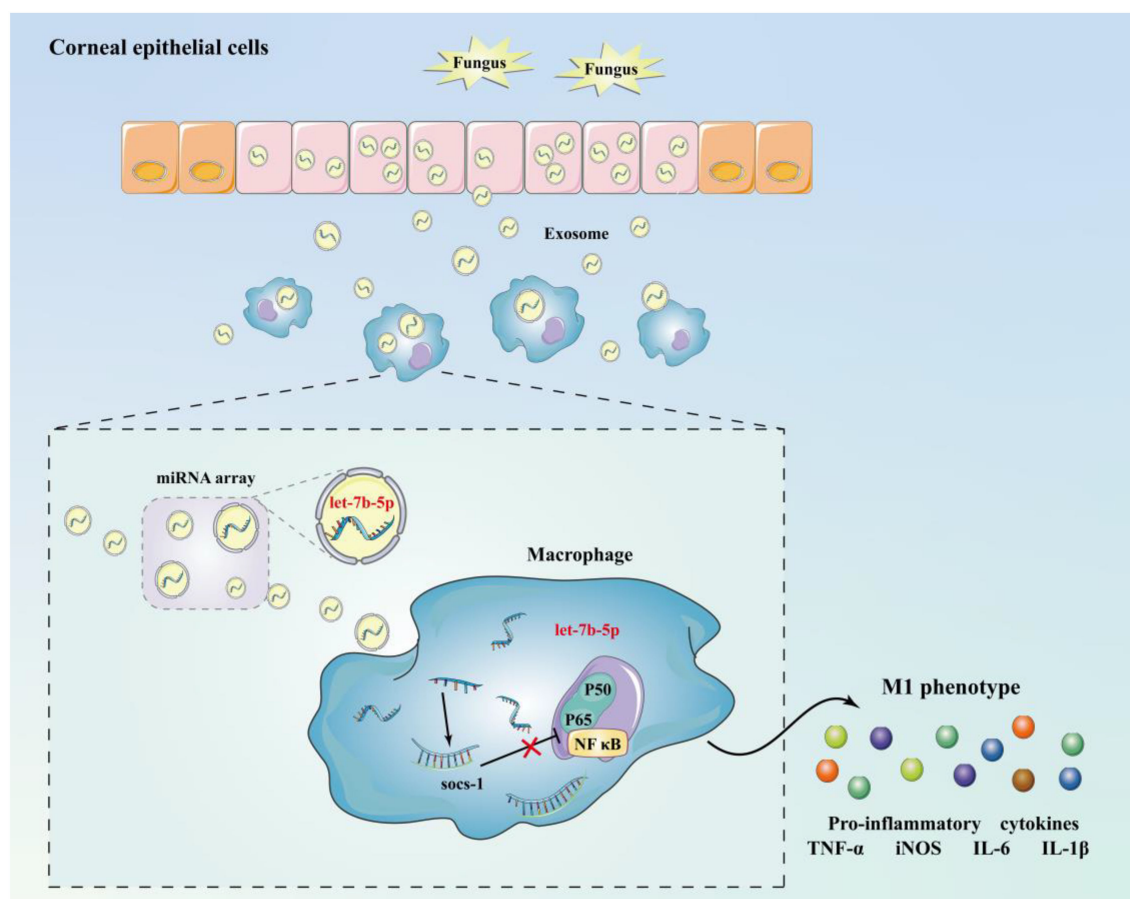 Corneal epithelial cells
Fungus
Fungus
Exosome
miRNA array
let-7b-5p
Macrophage
let-7b-5p
P50
P65
NF κB
socs-1
M1 phenotype
Pro-inflammatory cytokines
TNF-α iNOS IL-6 IL-1β